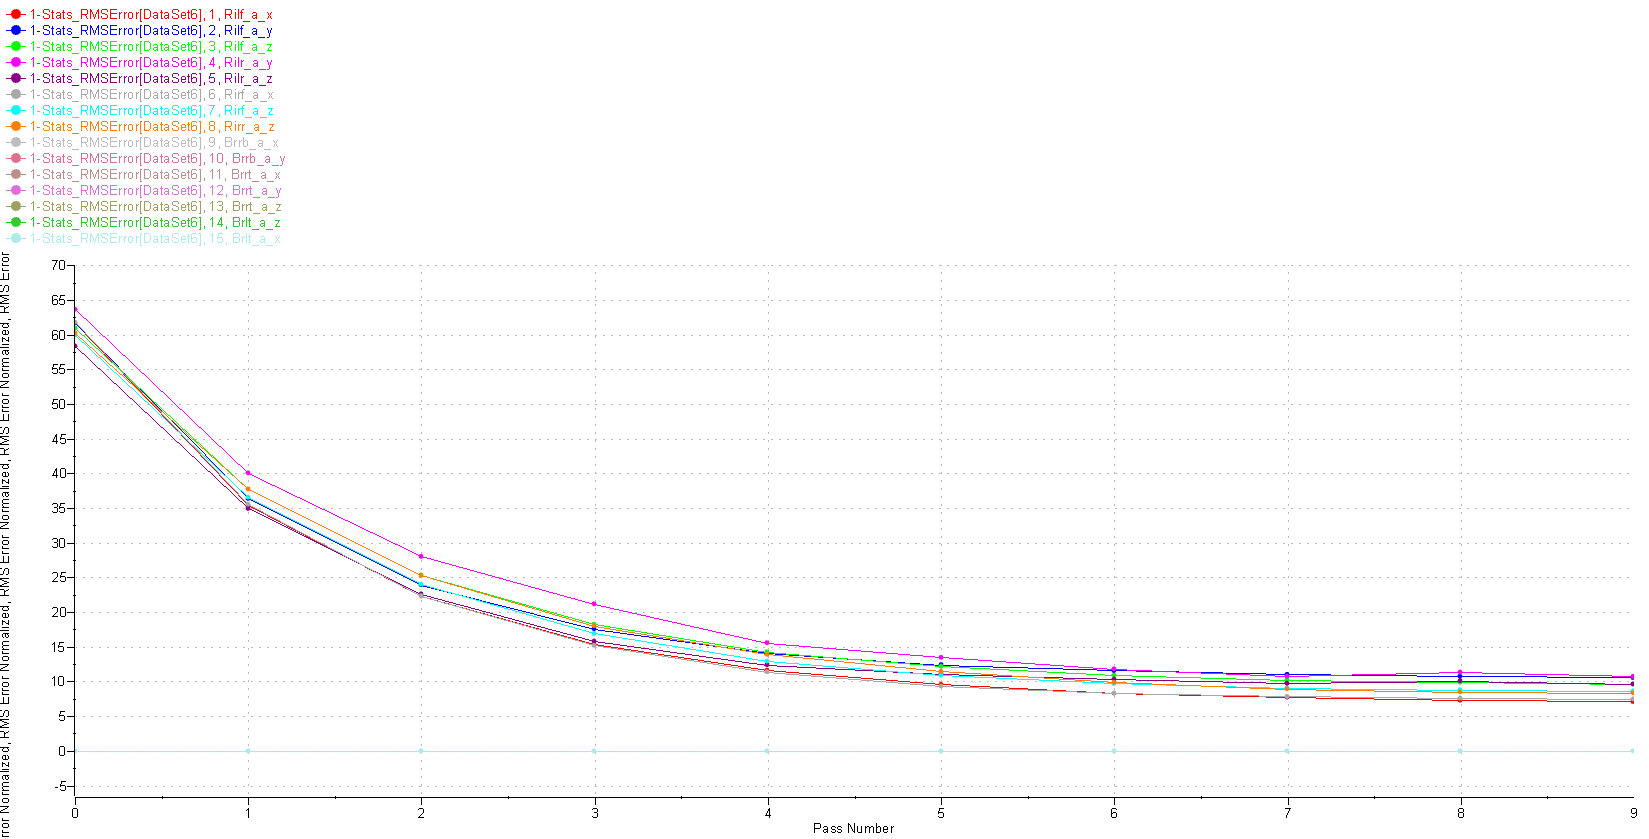 1-Stats_RMSError[DataSet6], 1, Rilf_a_x
1-Stats_RMSError[DataSet6], 2, Rilf_a_y
1-Stats_RMSError[DataSet6], 3, Rilf_a_z
1-Stats_RMSError[DataSet6], 4, Rilr_a_y
1-Stats_RMSError[DataSet6], 5, Rilr_a_z
1-Stats_RMSError[DataSet6], 6, Rirf_a_x
1-Stats_RMSError[DataSet6], 7, Rirf_a_z
1-Stats_RMSError[DataSet6], 8, Rirr_a_z
1-Stats_RMSError[DataSet6], 9, Brrb_a_x
1-Stats_RMSError[DataSet6], 10, Brrb_a_y
1-Stats_RMSError[DataSet6], 11, Brrt_a_x
1-Stats_RMSError[DataSet6], 12, Brrt_a_y
1-Stats_RMSError[DataSet6], 13, Brrt_a_z
1-Stats_RMSError[DataSet6], 14, Brlt_a_z
1-Stats_RMSError[DataSet6], 15, Brlt_a_x
rror Normalized, RMS Error Normalized, RMS Error Normalized, RMS Error Normalized, RMS Error
70
65
60
55
50
45
40
35
30
25
20
15
10
5
0
-5
0 1 2 3 4 5 6 7 8 9
Pass Number